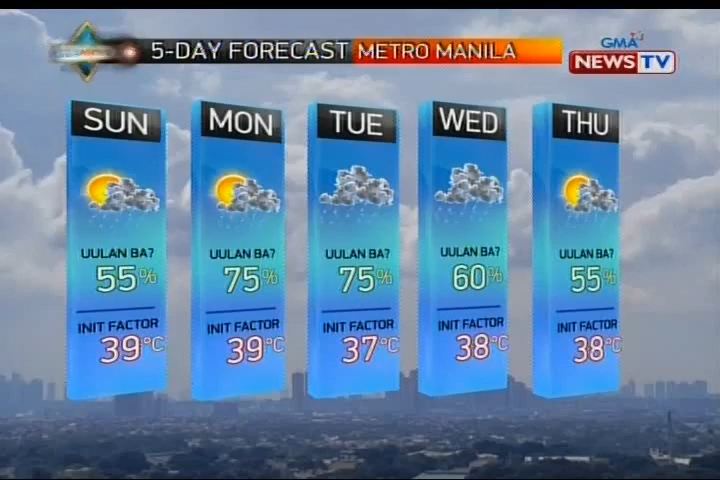 5-DAY FORECAST METRO MANILA
GMA
NEWS TV
SUN
UULAN BA?
55%
INIT FACTOR
39°C
MON
UULAN BA?
75%
INIT FACTOR
39°C
TUE
UULAN BA?
75%
INIT FACTOR
37°C
WED
UULAN BA?
60%
INIT FACTOR
38°C
THU
UULAN BA?
55%
INIT FACTOR
38°C